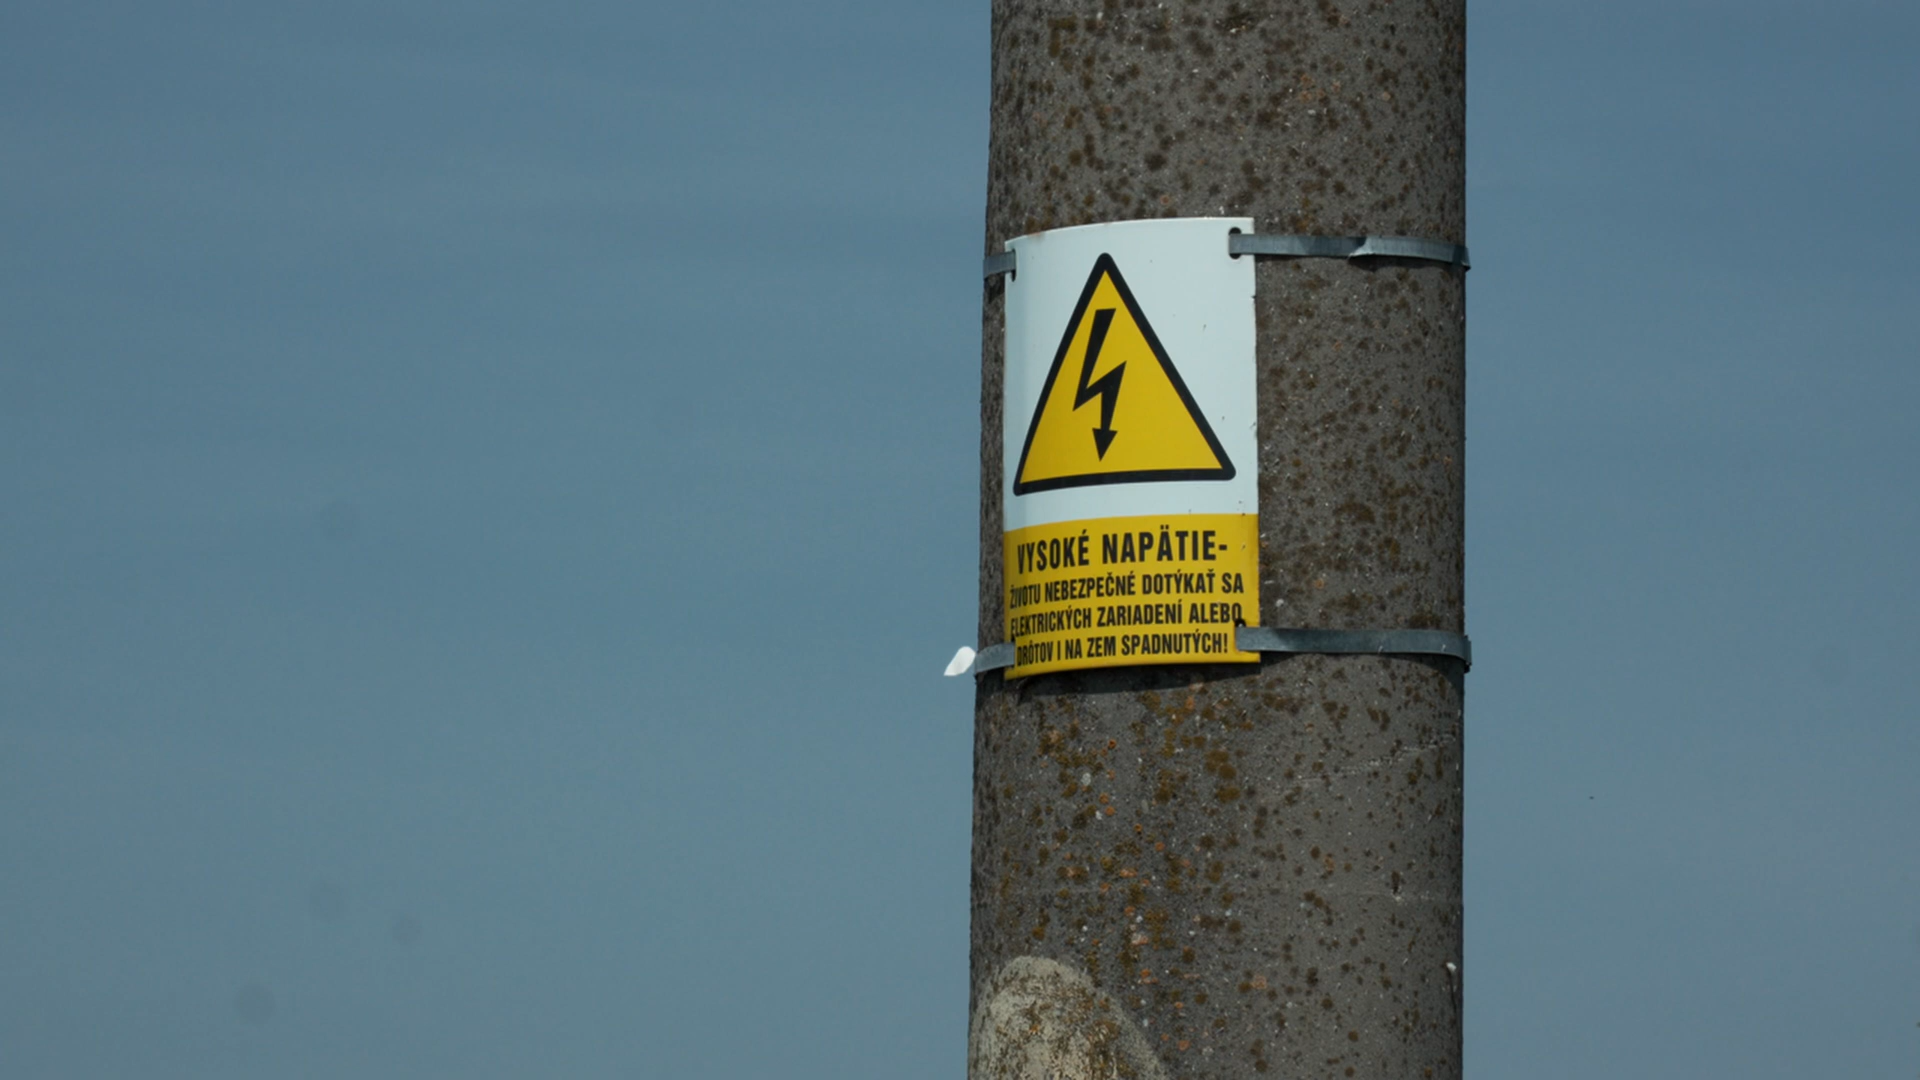 VYSOKÉ NAPÄTIE-
ŽIVOTU NEBEZPEČNÉ DOTÝKAŤ SA
ELEKTRICKÝCH ZARIADENÍ ALEBO
DRÔTOV I NA ZEM SPADNUTÝCH!